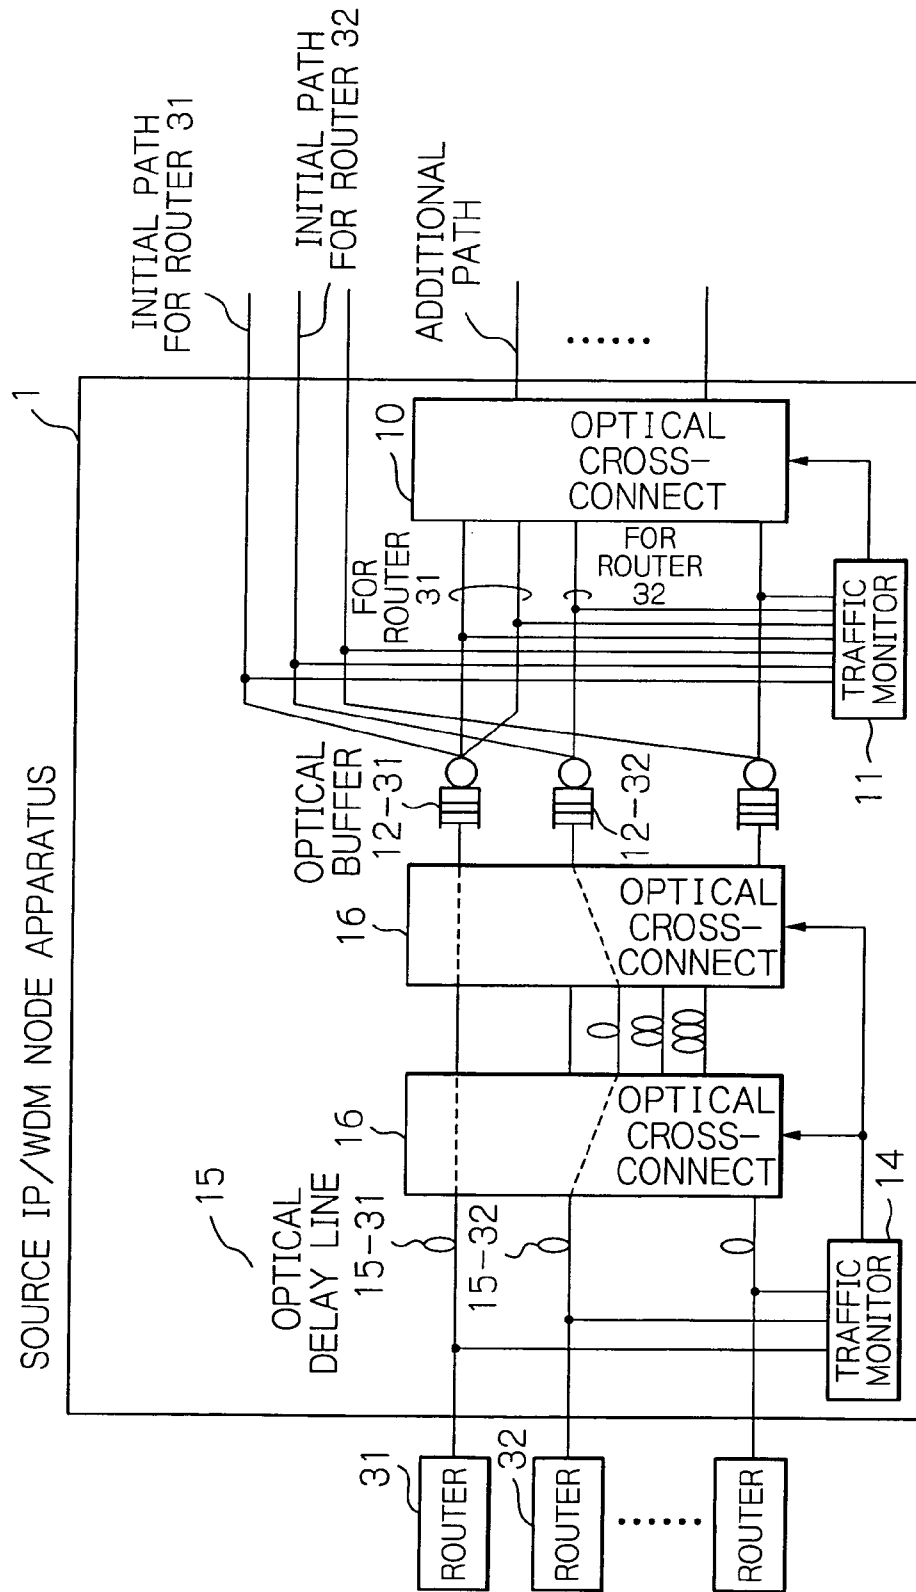 SOURCE IP/WDM NODE APPARATUS
1
INITIAL PATH
FOR ROUTER 31
INITIAL PATH
FOR ROUTER 32
ADDITIONAL
PATH
......
31
ROUTER
32
ROUTER
......
ROUTER
15
OPTICAL
DELAY LINE
15-31
15-32
TRAFFIC
MONITOR
14
16
OPTICAL
CROSS-
CONNECT
16
OPTICAL
CROSS-
CONNECT
OPTICAL
BUFFER
12-31
12-32
FOR
ROUTER
31
FOR
ROUTER
32
10
OPTICAL
CROSS-
CONNECT
TRAFFIC
MONITOR
11